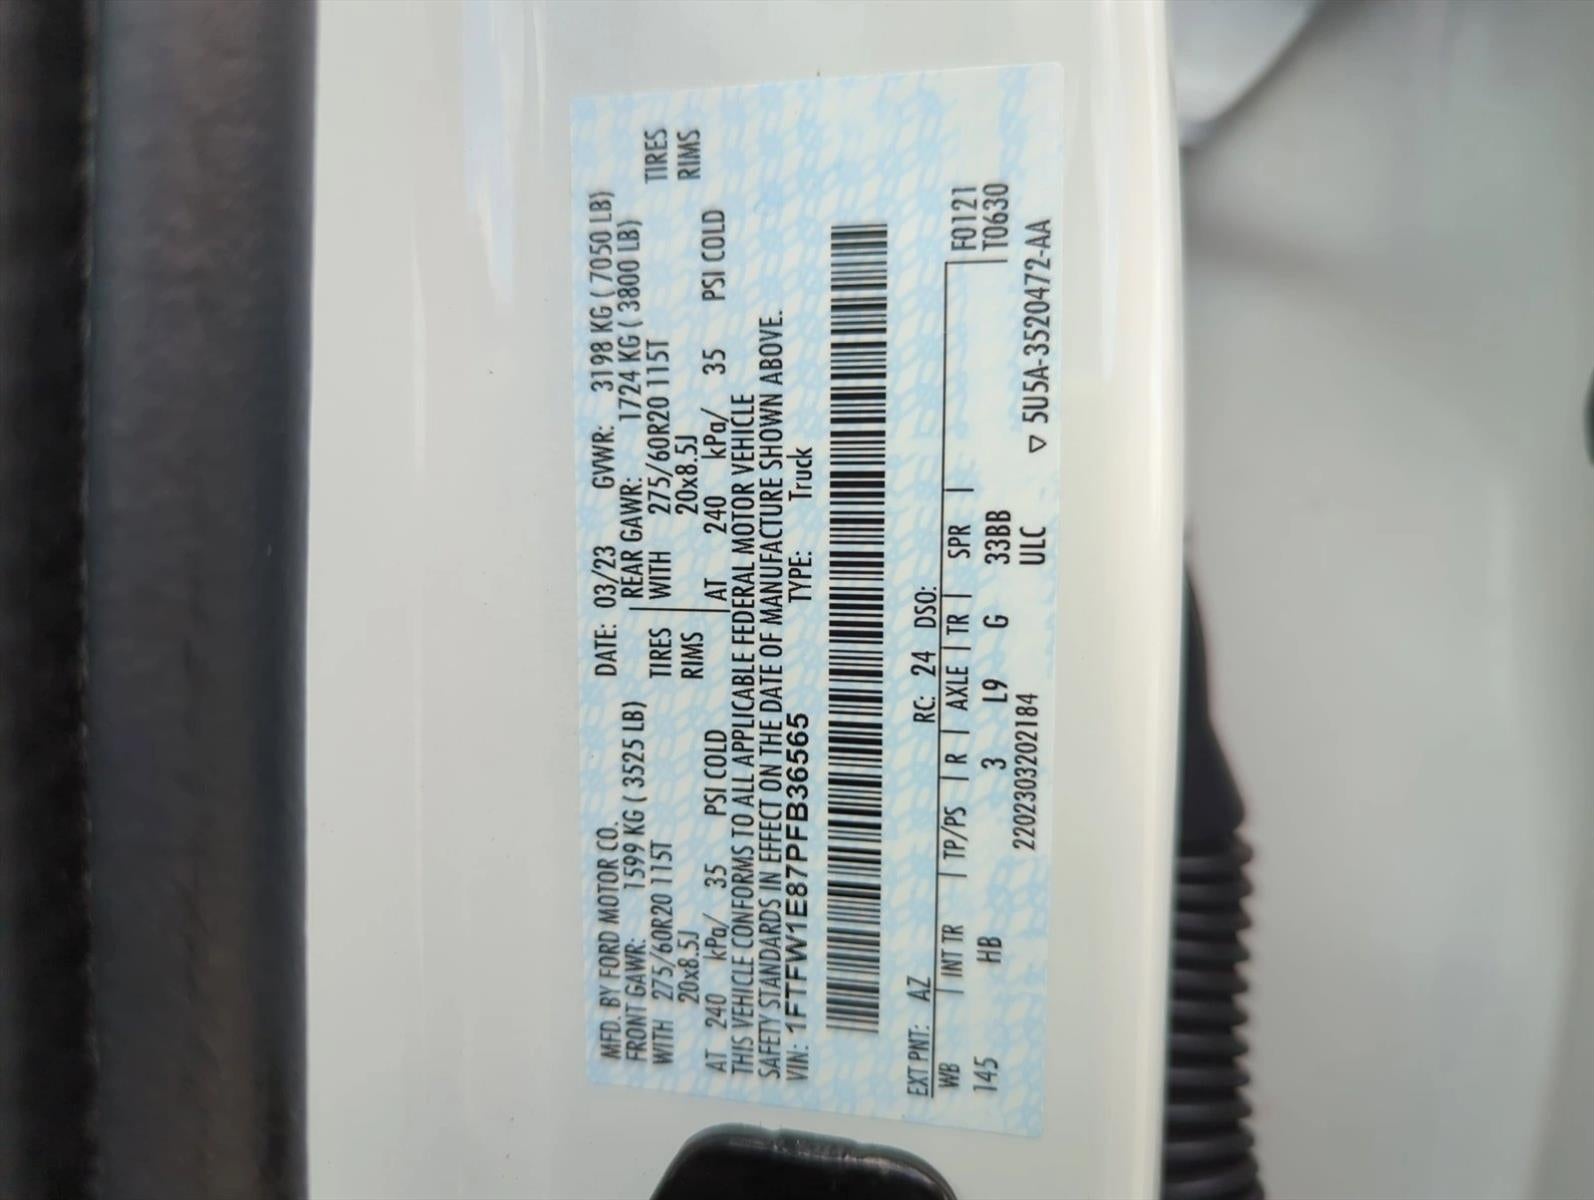 MFD. BY FORD MOTOR CO.
DATE: 03/23 GVWR: 3198 KG ( 7050 LB)
FRONT GAWR: 1599 KG ( 3525 LB) REAR GAWR: 1724 KG ( 3800 LB)
WITH 275/60R20 115T TIRES WITH 275/60R20 115T TIRES
20x8.5J RIMS 20x8.5J RIMS
AT 240 kPa/ 35 PSI COLD AT 240 kPa/ 35 PSI COLD
THIS VEHICLE CONFORMS TO ALL APPLICABLE FEDERAL MOTOR VEHICLE
SAFETY STANDARDS IN EFFECT ON THE DATE OF MANUFACTURE SHOWN ABOVE.
VIN: 1FTFW1E87PFB36565 TYPE: Truck
EXT PNT: AZ RC: 24 DSO:
WB INT TR TP/PS R AXLE TR SPR F0121
145 HB 3 L9 G 33BB T0630
2202303202184 ULC ▽ 5U5A-3520472-AA